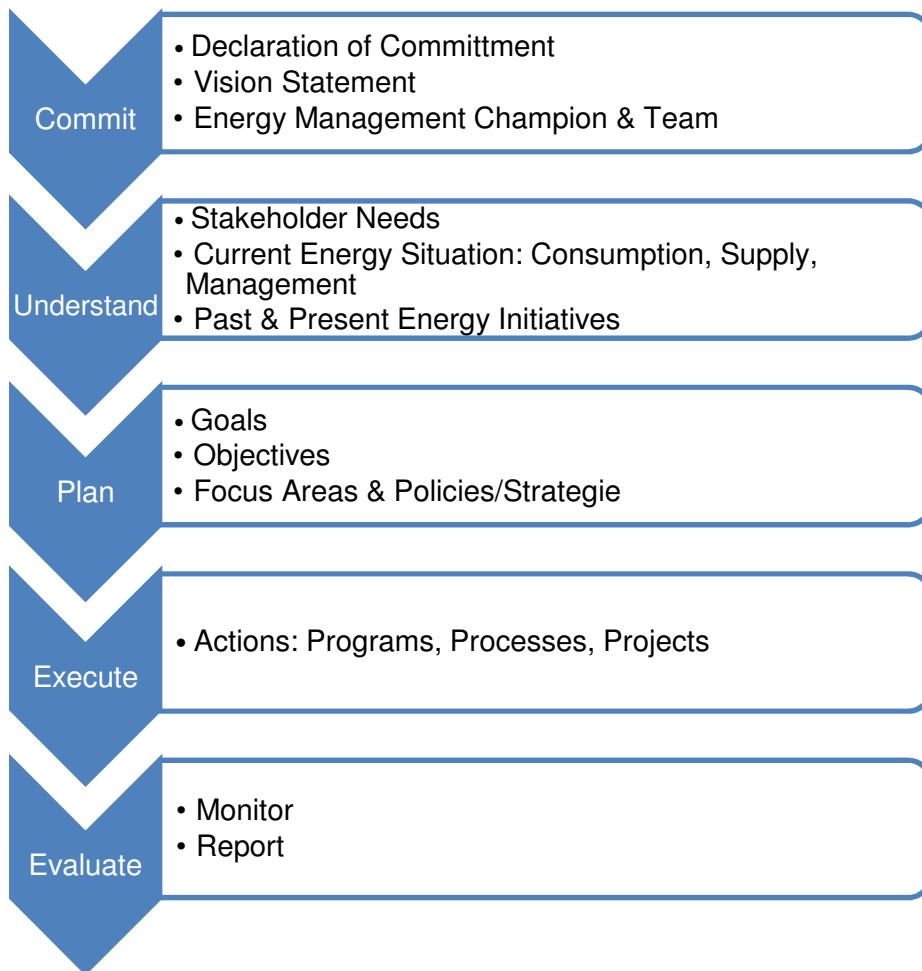 Commit
• Declaration of Committment
• Vision Statement
• Energy Management Champion & Team
Understand
• Stakeholder Needs
• Current Energy Situation: Consumption, Supply,
Management
• Past & Present Energy Initiatives
Plan
• Goals
• Objectives
• Focus Areas & Policies/Strategie
Execute
• Actions: Programs, Processes, Projects
Evaluate
• Monitor
• Report